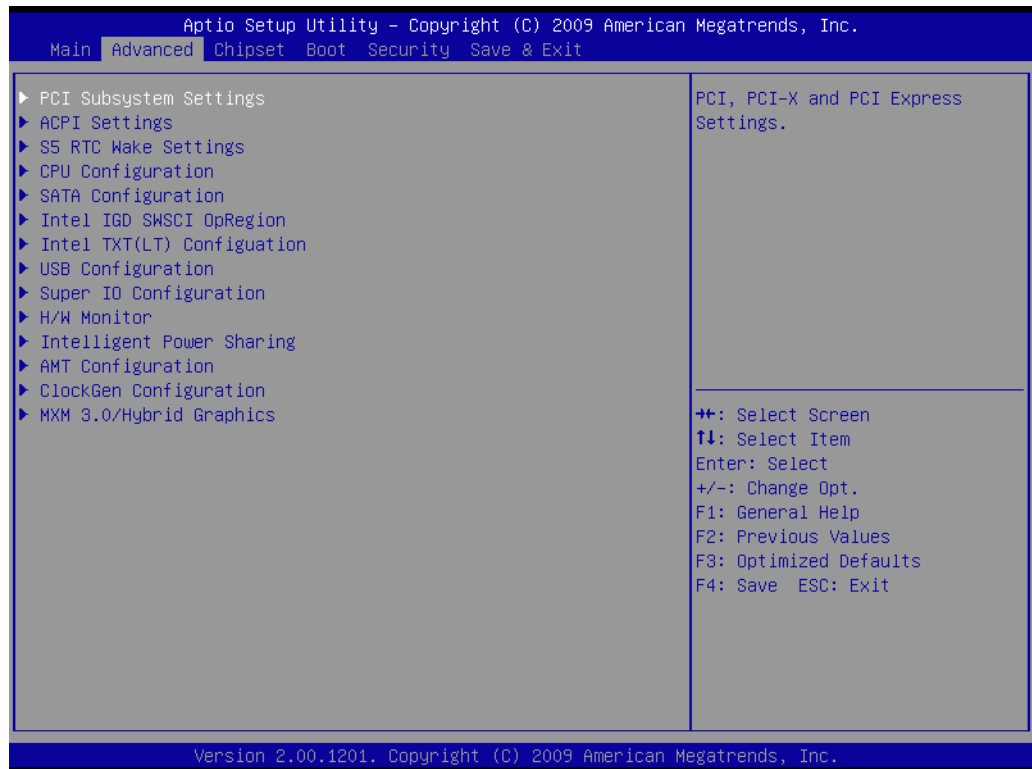 Aptio Setup Utility – Copyright (C) 2009 American Megatrends, Inc.
Main Advanced Chipset Boot Security Save & Exit
▶ PCI Subsystem Settings
▶ ACPI Settings
▶ S5 RTC Wake Settings
▶ CPU Configuration
▶ SATA Configuration
▶ Intel IGD SWSCI OpRegion
▶ Intel TXT(LT) Configuation
▶ USB Configuration
▶ Super IO Configuration
▶ H/W Monitor
▶ Intelligent Power Sharing
▶ AMT Configuration
▶ ClockGen Configuration
▶ MXM 3.0/Hybrid Graphics
PCI, PCI-X and PCI Express
Settings.
→←: Select Screen
↑↓: Select Item
Enter: Select
+/-: Change Opt.
F1: General Help
F2: Previous Values
F3: Optimized Defaults
F4: Save ESC: Exit
Version 2.00.1201. Copyright (C) 2009 American Megatrends, Inc.